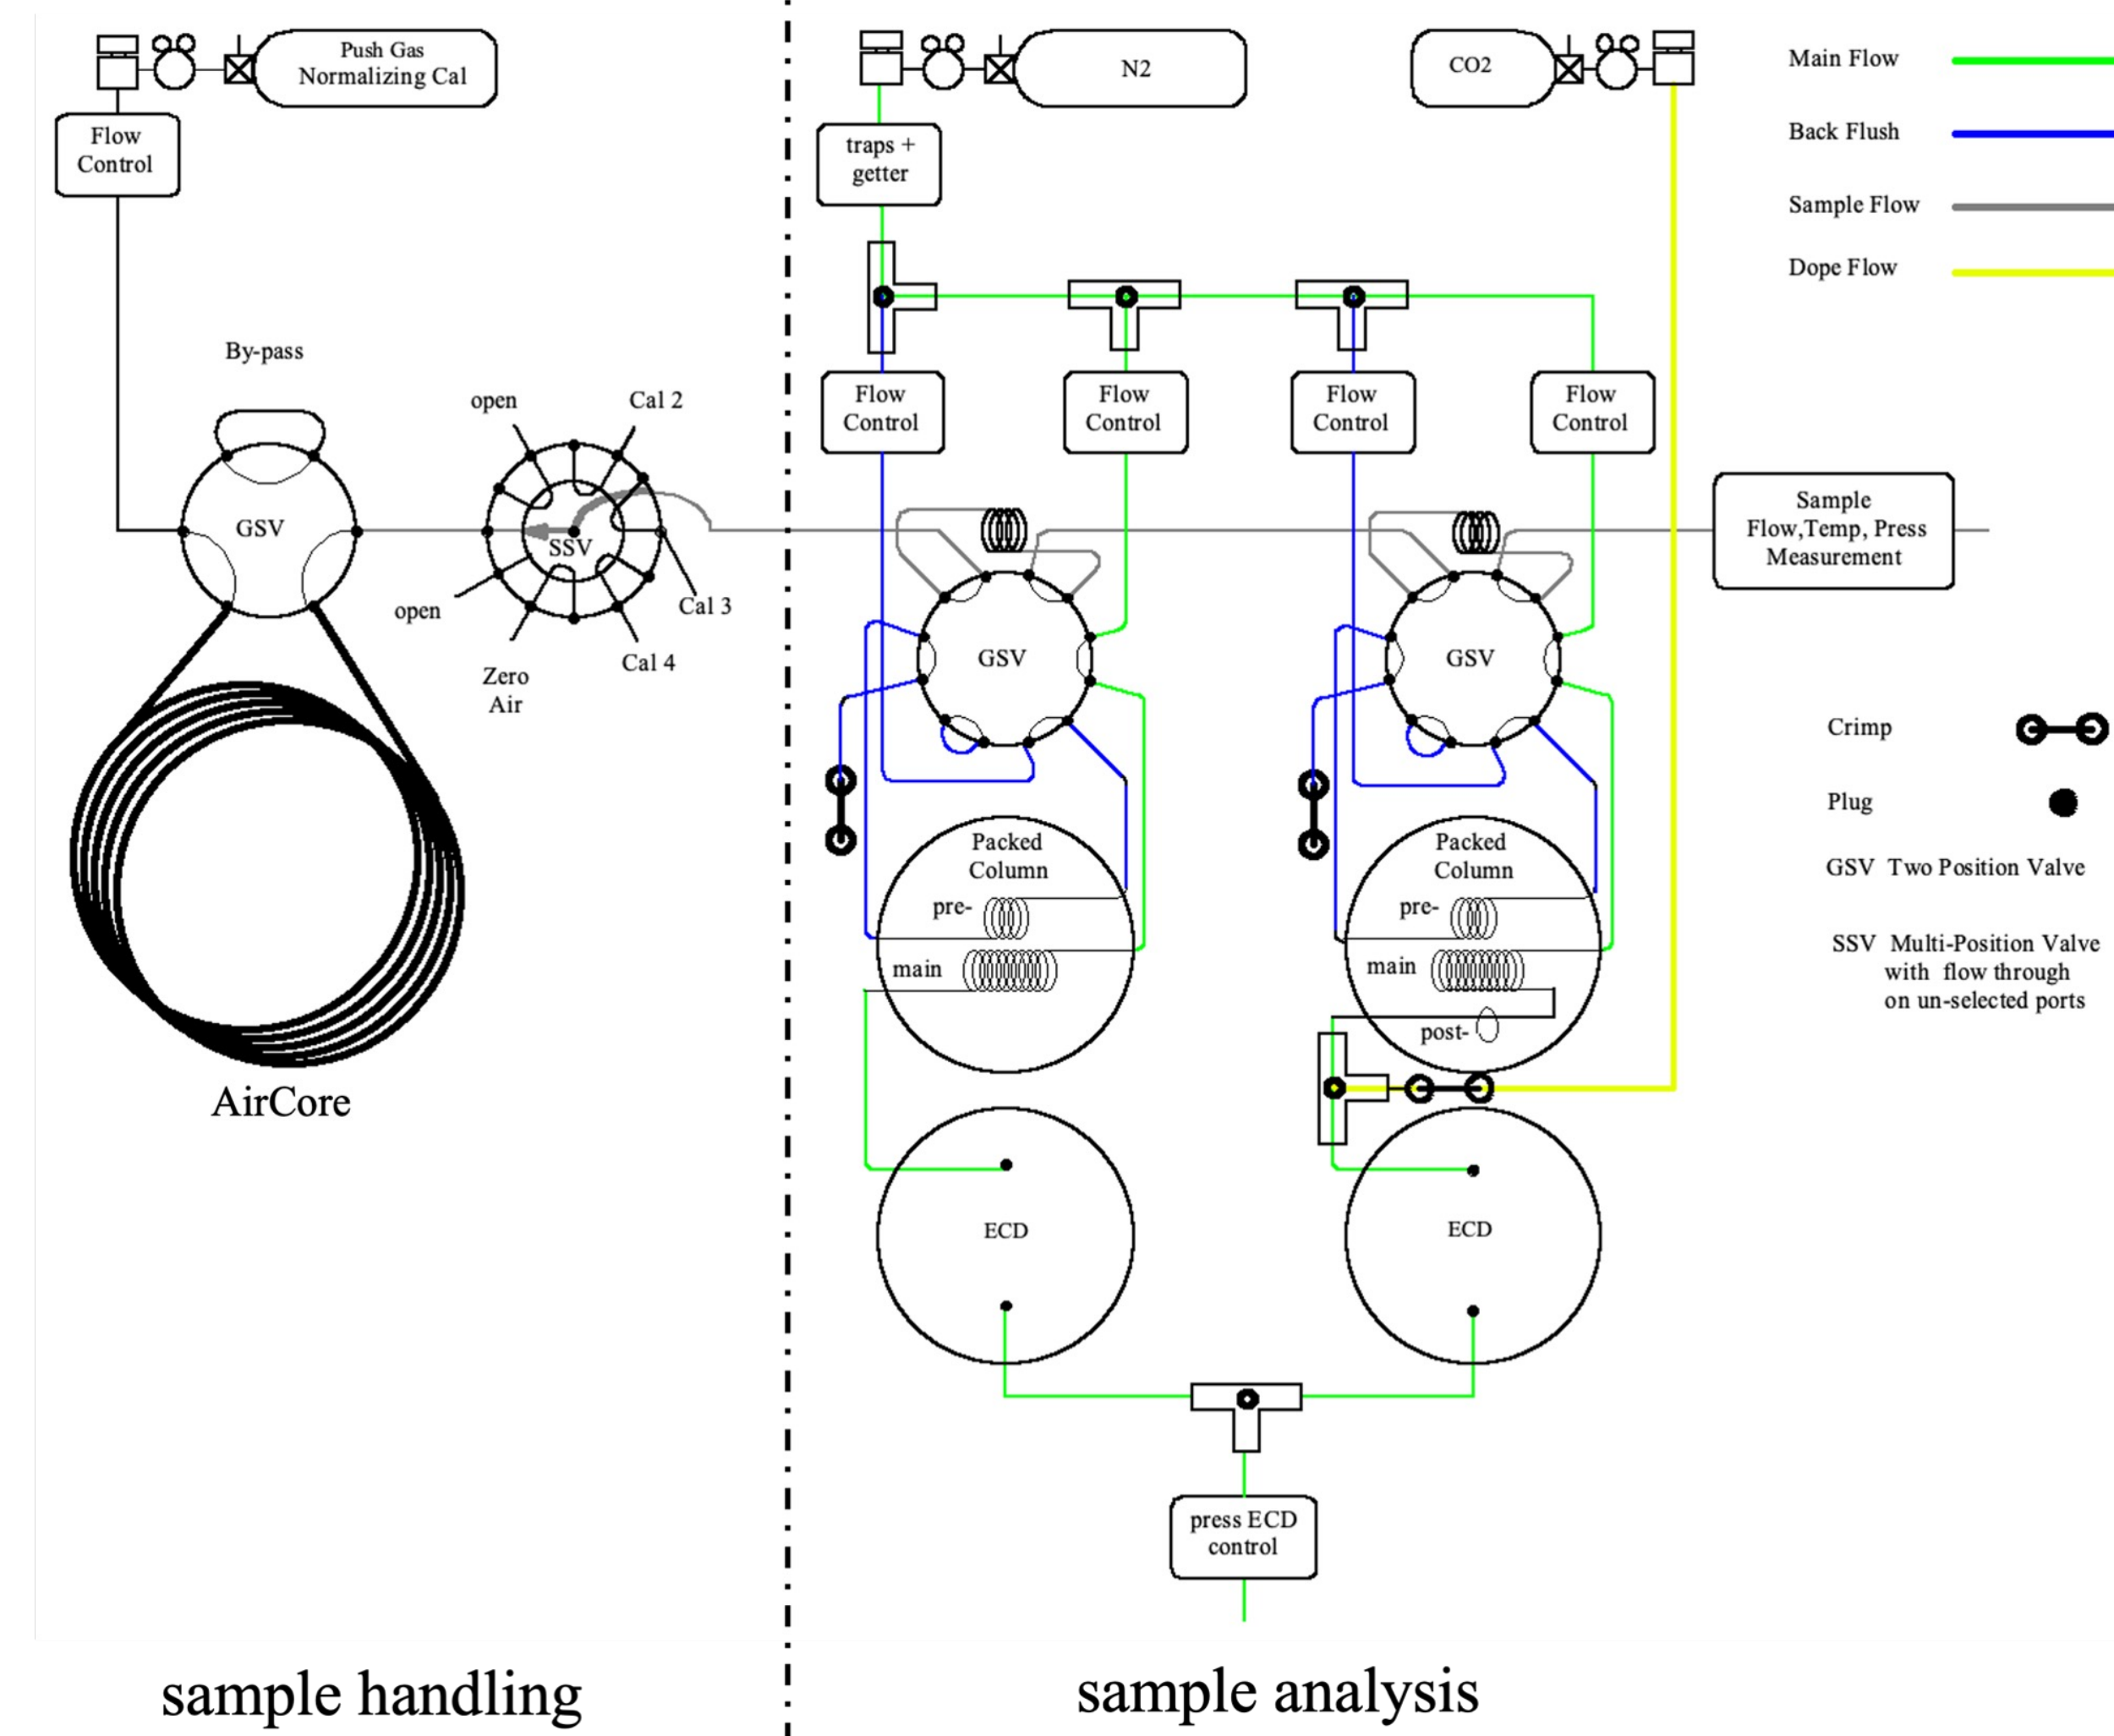 Push Gas
Normalizing Cal
N2
CO2
Main Flow
Flow
Control
traps +
getter
Back Flush
Sample Flow
Dope Flow
By-pass
open
Cal 2
Flow
Control
Flow
Control
Flow
Control
Flow
Control
GSV
SSV
Sample
Flow,Temp, Press
Measurement
open
Cal 3
Zero
Air
Cal 4
GSV
GSV
Crimp
Plug
GSV Two Position Valve
SSV Multi-Position Valve
with flow through
on un-selected ports
Packed
Column
pre-
main
Packed
Column
pre-
main
post-
AirCore
ECD
ECD
press ECD
control
sample handling
sample analysis